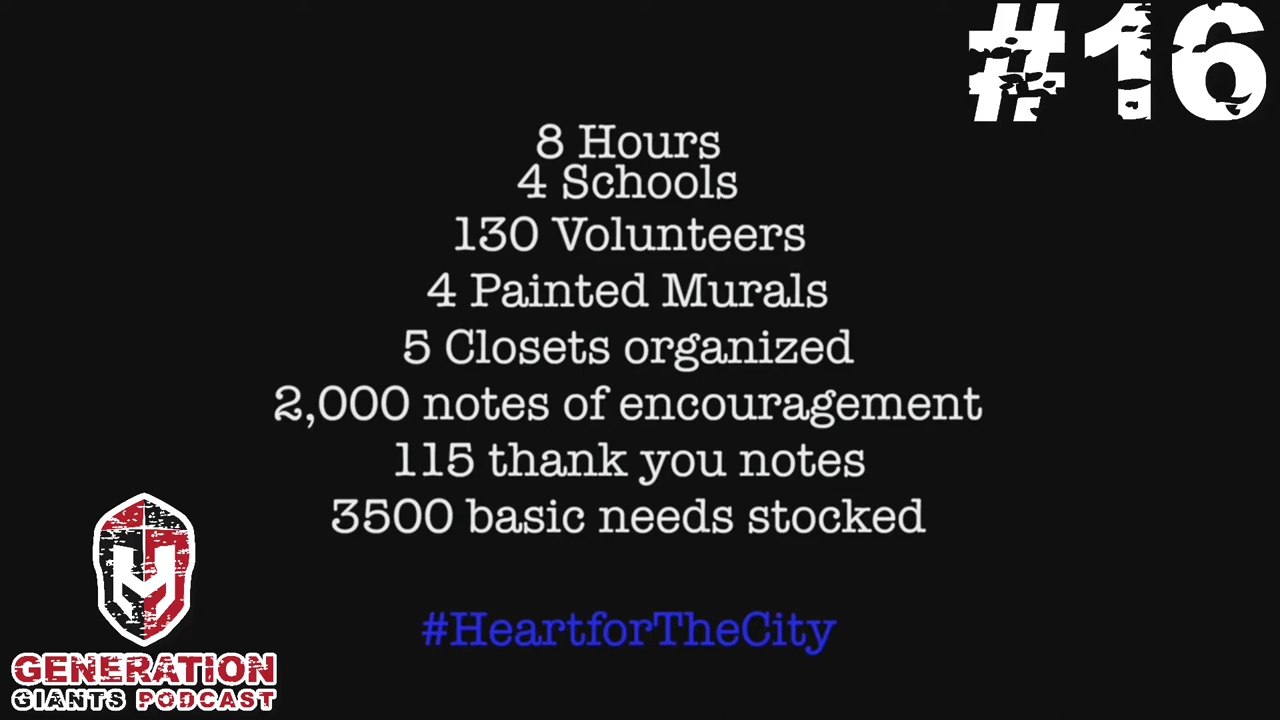 #16
8 Hours
4 Schools
130 Volunteers
4 Painted Murals
5 Closets organized
2,000 notes of encouragement
115 thank you notes
3500 basic needs stocked
#HeartforTheCity
GENERATION
GIANTS PODCAST